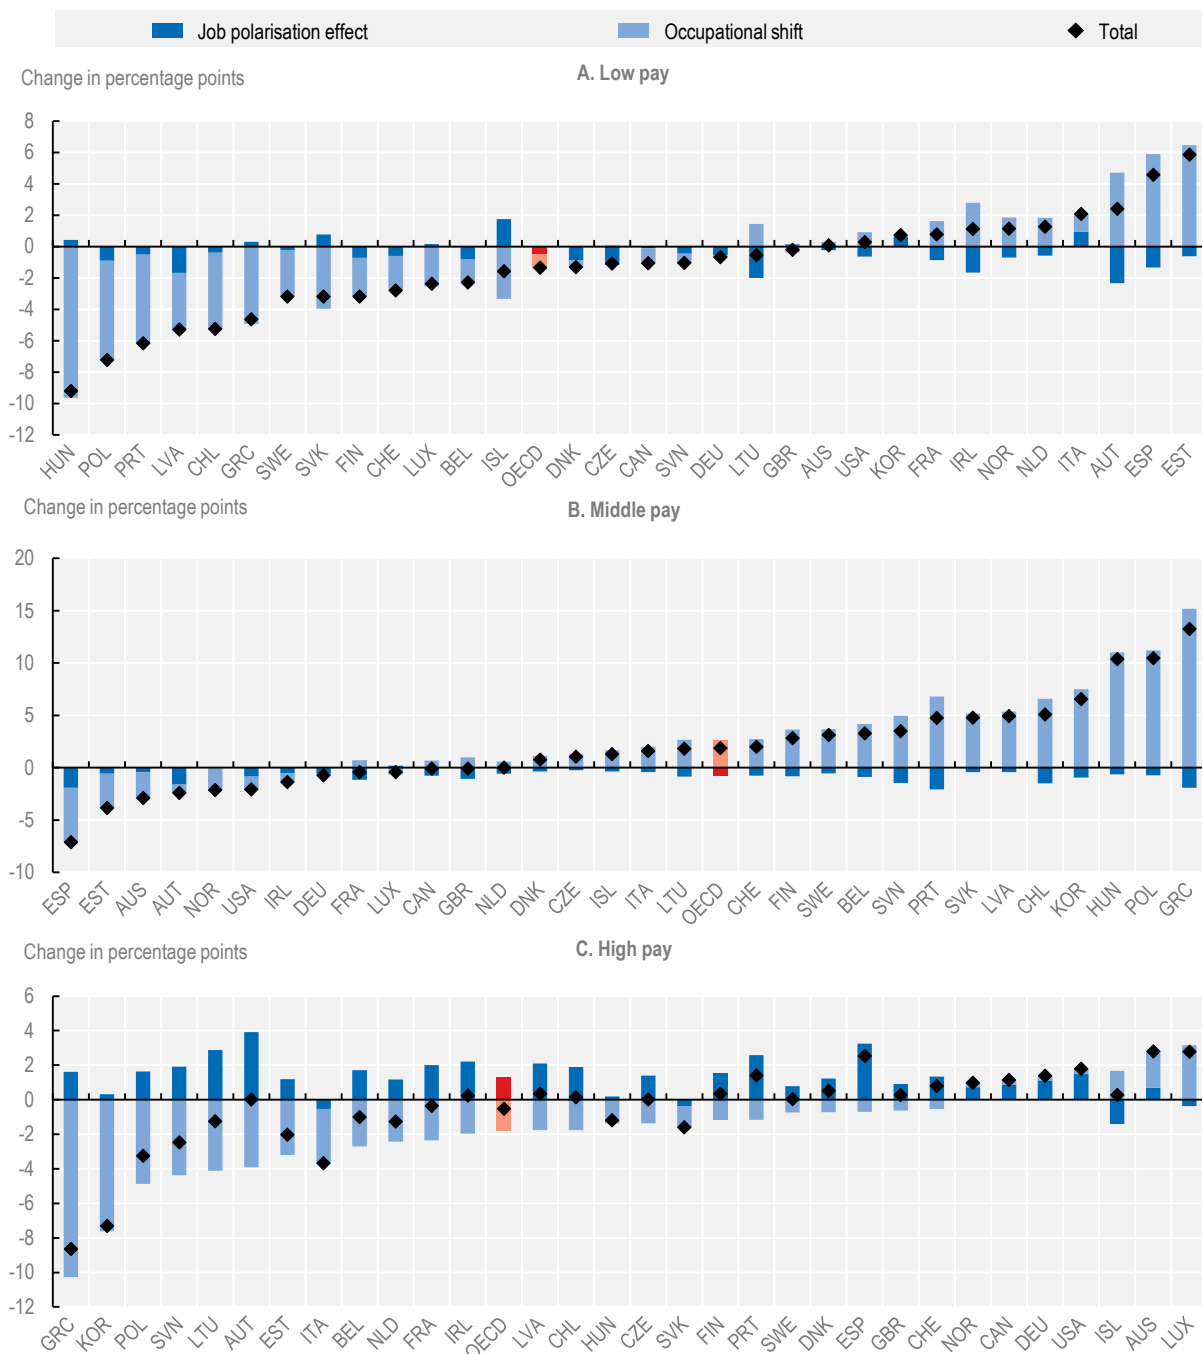 Job polarisation effect Occupational shift Total
Change in percentage points
A. Low pay
8
6
4
2
0
-2
-4
-6
-8
-10
-12
HUN POL PRT LVA CHL GRC SWE SVK FIN CHE LUX BEL ISL OECD DNK CZE CAN SVN DEU LTU GBR AUS USA KOR FRA IRL NOR NLD ITA AUT ESP EST
Change in percentage points
B. Middle pay
20
15
10
5
0
-5
-10
ESP EST AUS AUT NOR USA IRL DEU FRA LUX CAN GBR NLD DNK CZE ISL ITA LTU OECD CHE FIN SWE BEL SVN PRT SVK LVA CHL KOR HUN POL GRC
Change in percentage points
C. High pay
6
4
2
0
-2
-4
-6
-8
-10
-12
GRC KOR POL SVN LTU AUT EST ITA BEL NLD FRA IRL OECD LVA CHL HUN CZE SVK FIN PRT SWE DNK ESP GBR CHE NOR CAN DEU USA ISL AUS LUX